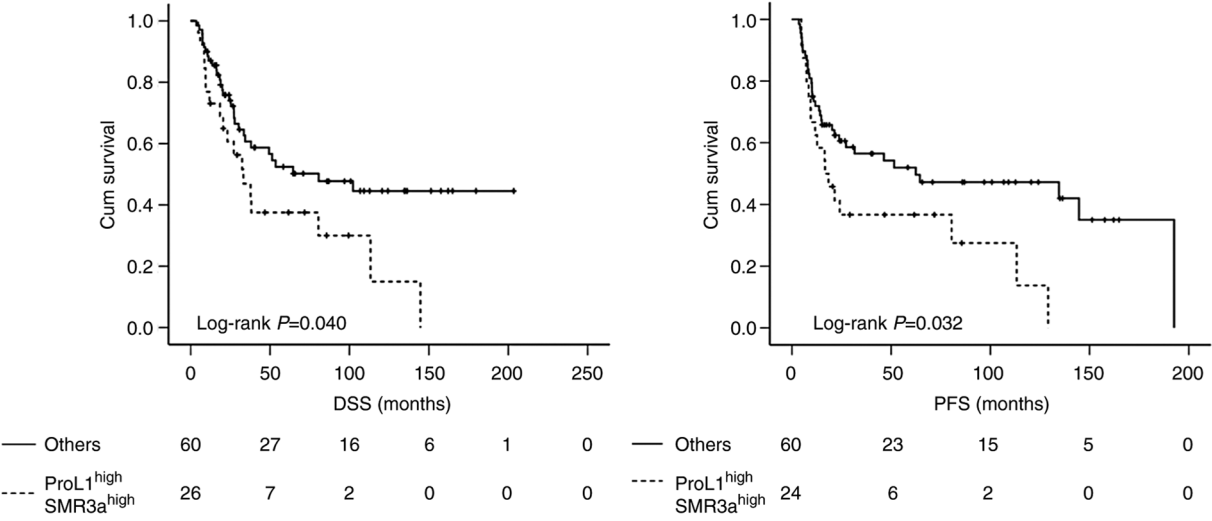 1.0
0.8
0.6
0.4
0.2
0.0
Cum survival
Log-rank P=0.040
0 50 100 150 200 250
DSS (months)
Others 60 27 16 6 1 0
ProL1high
SMR3ahigh 26 7 2 0 0 0
1.0
0.8
0.6
0.4
0.2
0.0
Cum survival
Log-rank P=0.032
0 50 100 150 200
PFS (months)
Others 60 23 15 5 0
ProL1high
SMR3ahigh 24 6 2 0 0